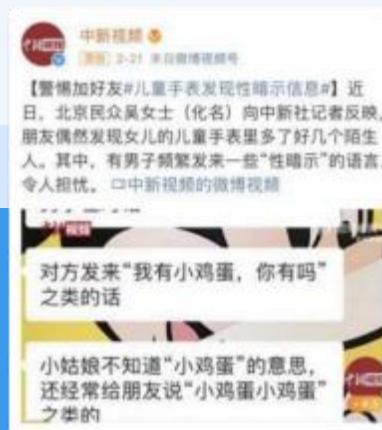 中新视频
2-21 来自微博视频号
【警惕加好友#儿童手表发现性暗示信息#】近
日，北京民众吴女士（化名）向中新社记者反映，
朋友偶然发现女儿的儿童手表里多了好几个陌生
人。其中，有男子频繁发来一些“性暗示”的语言，
令人担忧。 中新视频的微博视频
视频
对方发来“我有小鸡蛋，你有吗”
之类的话
小姑娘不知道“小鸡蛋”的意思，
还经常给朋友说“小鸡蛋小鸡蛋”
之类的